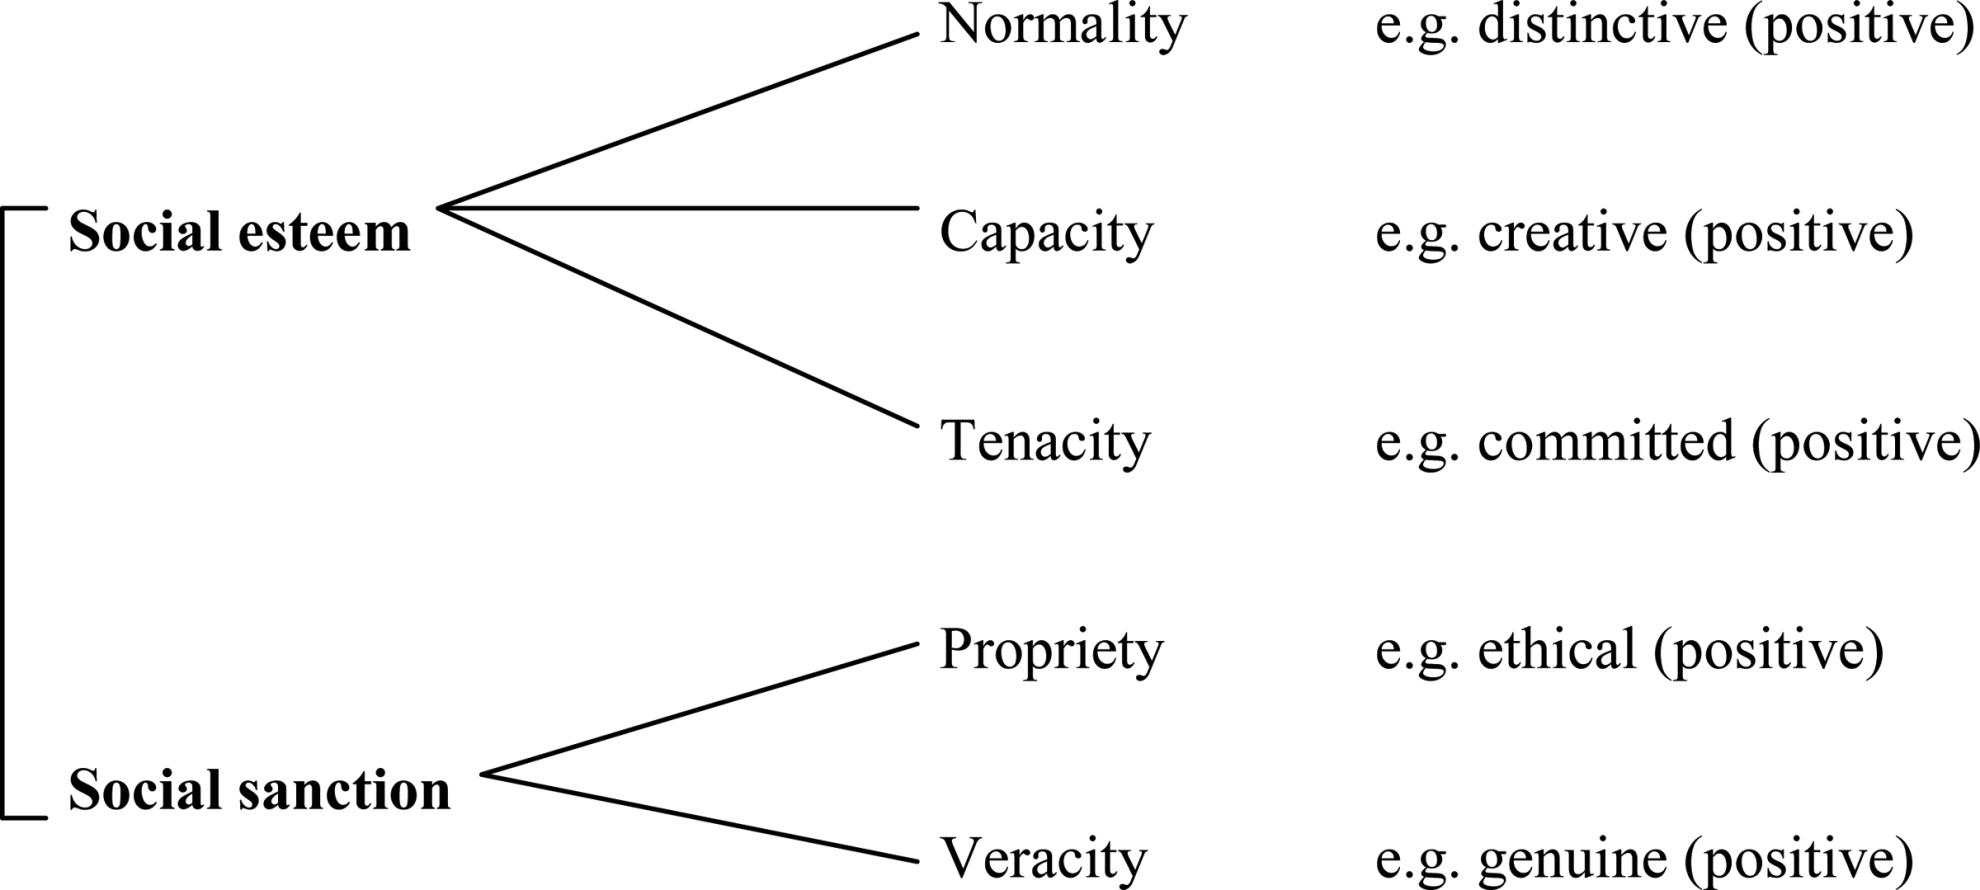 Normality e.g. distinctive (positive)
Social esteem Capacity e.g. creative (positive)
Tenacity e.g. committed (positive)
Propriety e.g. ethical (positive)
Social sanction
Veracity e.g. genuine (positive)